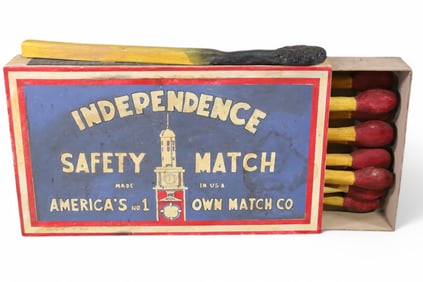 INDEPENDENCE
SAFETY MATCH
MADE IN USA
AMERICA'S NO 1 OWN MATCH CO